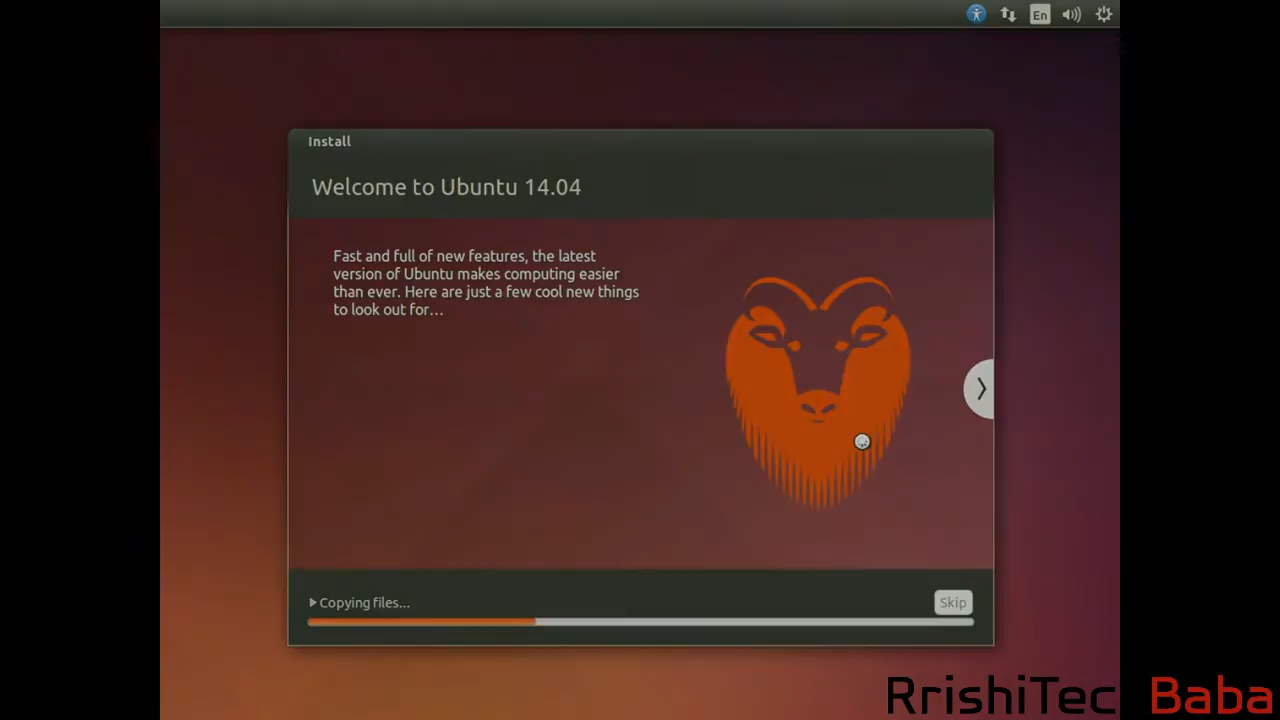 En
Install
Welcome to Ubuntu 14.04
Fast and full of new features, the latest
version of Ubuntu makes computing easier
than ever. Here are just a few cool new things
to look out for...
Copying files...
Skip
RrishiTec Baba